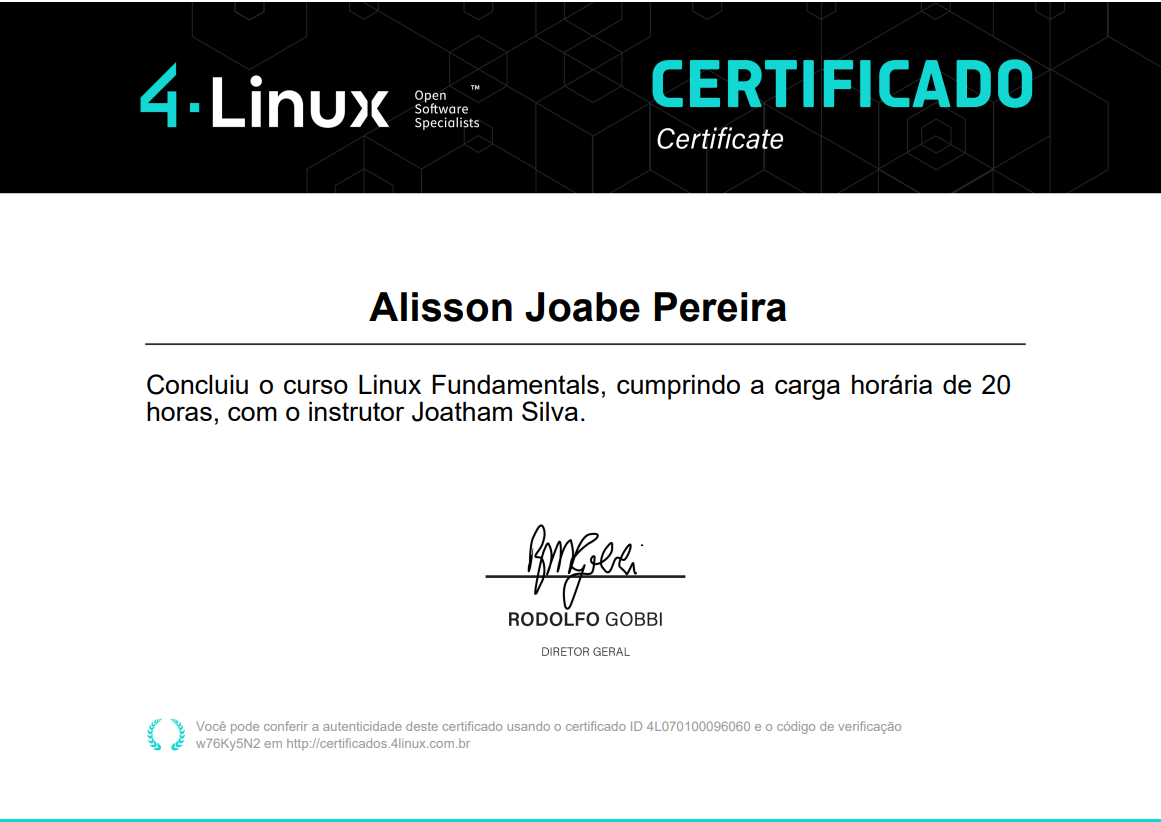 4.Linux
Open
Software
Specialists
™
CERTIFICADO
Certificate
Alisson Joabe Pereira
Concluiu o curso Linux Fundamentals, cumprindo a carga horária de 20
horas, com o instrutor Joatham Silva.
RODOLFO GOBBI
DIRETOR GERAL
Você pode conferir a autenticidade deste certificado usando o certificado ID 4L070100096060 e o código de verificação
w76Ky5N2 em http://certificados.4linux.com.br